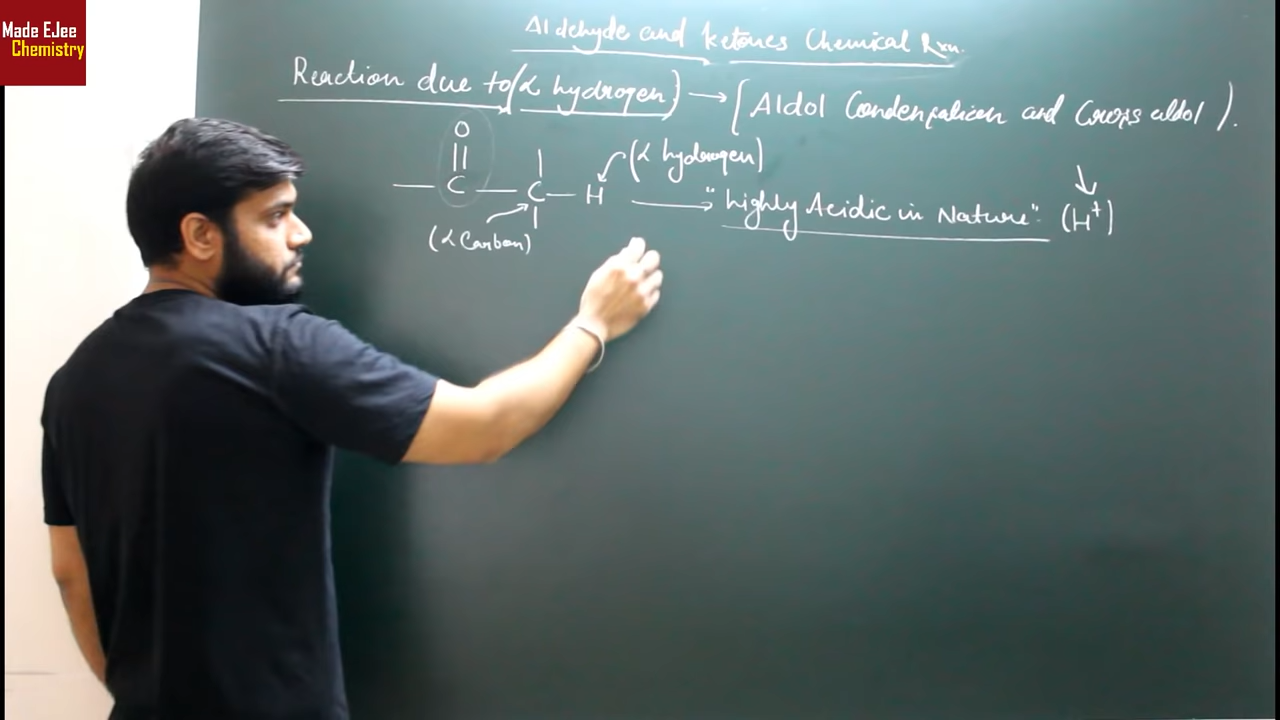 Made EJee
Chemistry
Aldehyde and ketones Chemical Rxn.
Reaction due to (α hydrogen) → (Aldol Condensation and Cross aldol).
O
(α hydrogen)
— C — C — H → "highly Acidic in Nature". (H⁺)
(α Carbon)